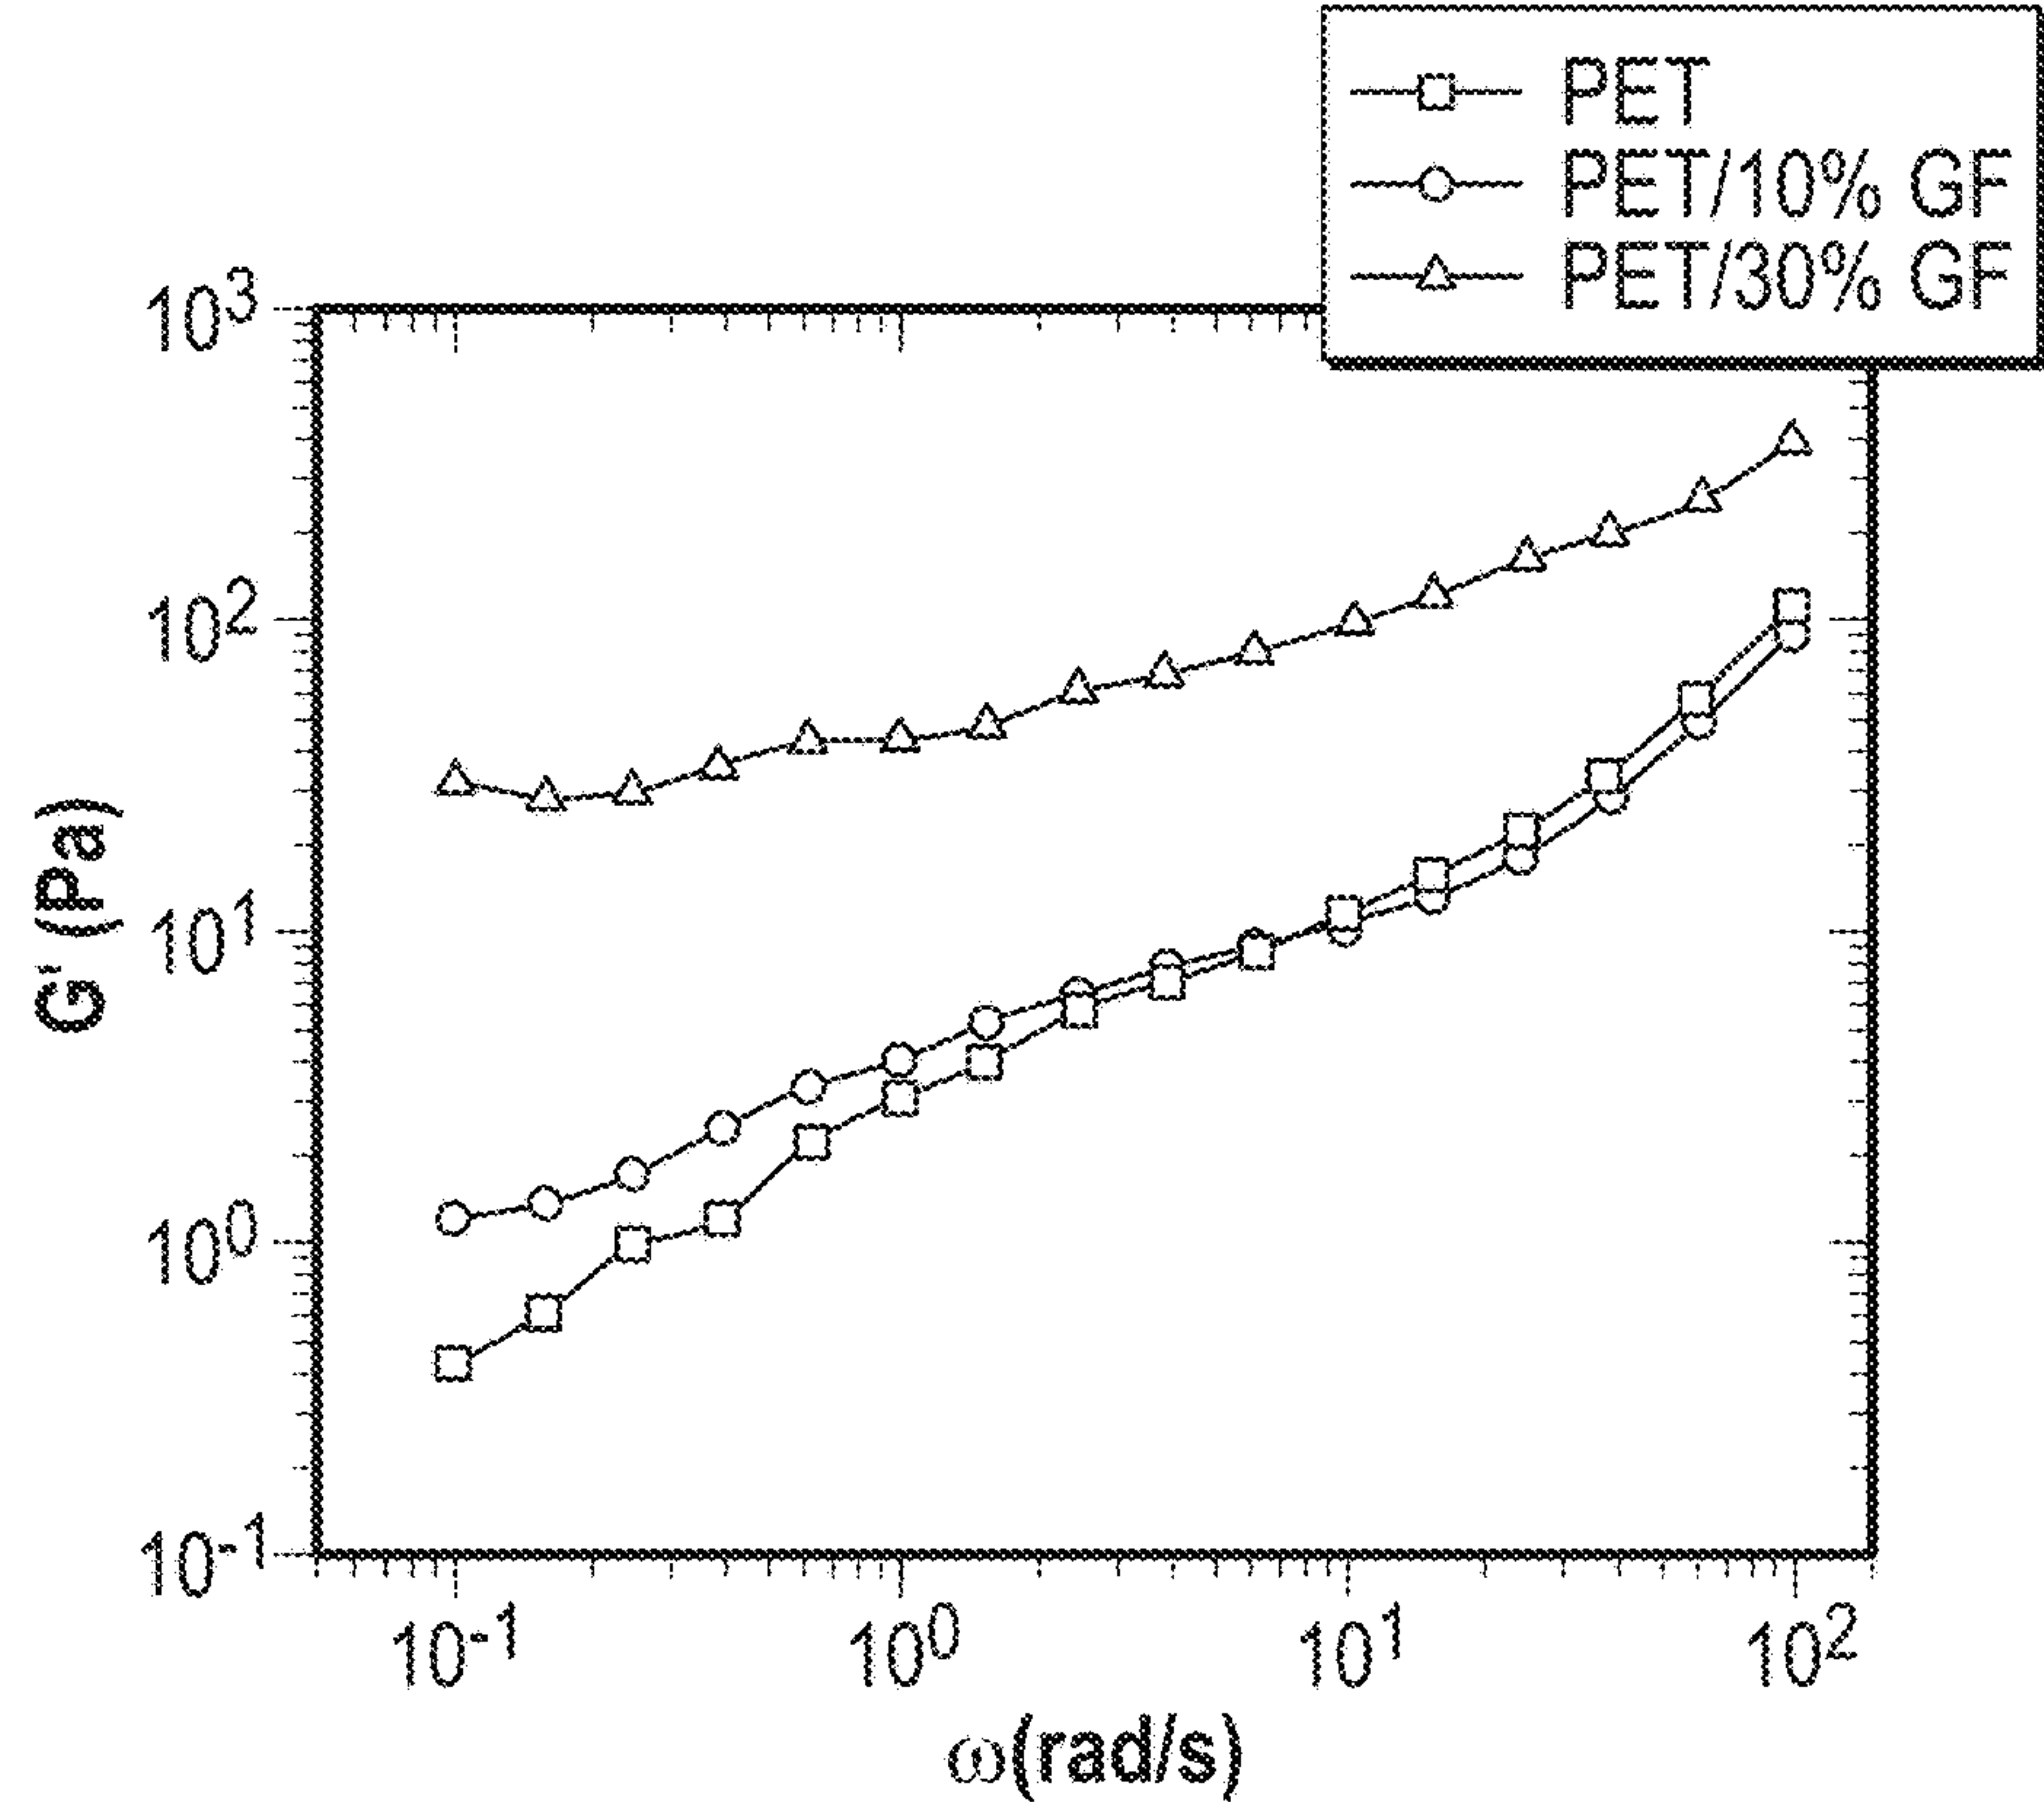 PET
PET/10% GF
PET/30% GF
10³
10²
10¹
10⁰
10⁻¹
G' (Pa)
10⁻¹ 10⁰ 10¹ 10²
ω(rad/s)